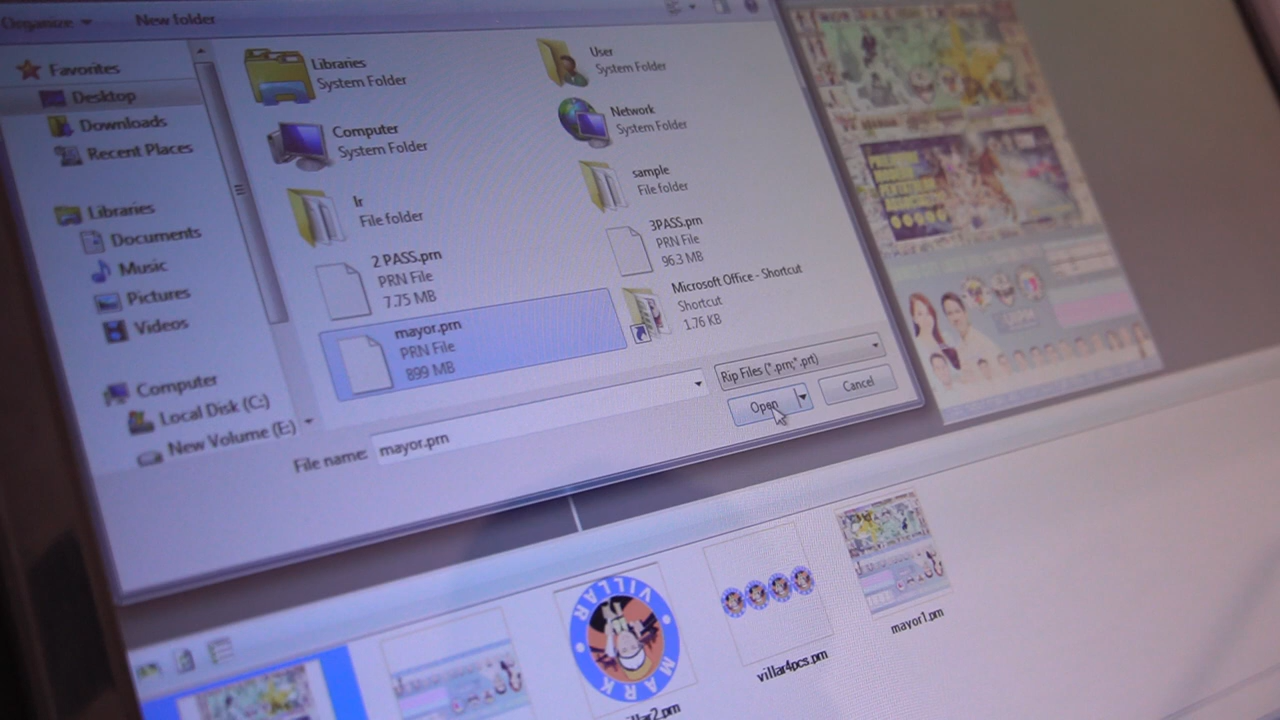 Organize
New folder
Favorites
Desktop
Downloads
Recent Places
Libraries
Documents
Music
Pictures
Videos
Computer
Local Disk (C:)
New Volume (E:)
Libraries
System Folder
User
System Folder
Computer
System Folder
Network
System Folder
lr
File folder
sample
File folder
2 PASS.prn
PRN File
7.75 MB
3PASS.prn
PRN File
96.3 MB
mayor.prn
PRN File
899 MB
Microsoft Office - Shortcut
Shortcut
1.76 KB
File name:
mayor.prn
Rip Files (*.prn;*.prt)
Open
Cancel
VILLAR
MARK
villar4pcs.prn
mayor1.prn